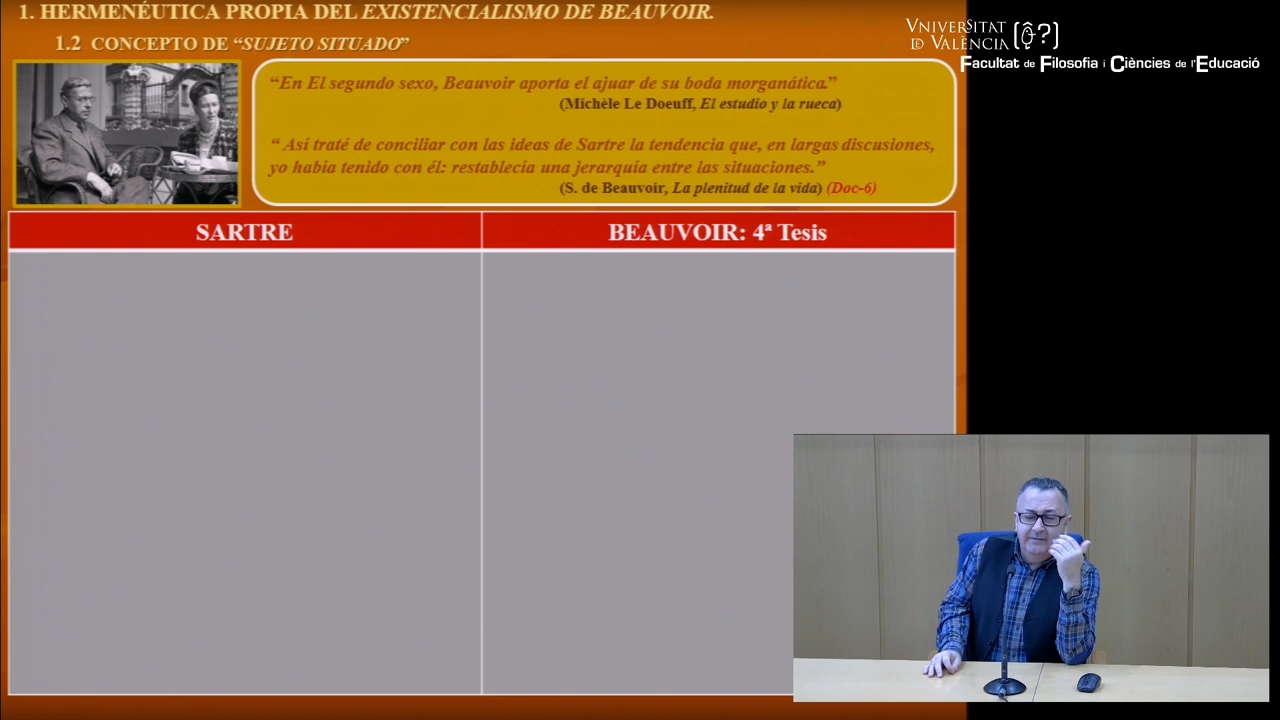 1. HERMENÉUTICA PROPIA DEL EXISTENCIALISMO DE BEAUVOIR.
1.2 CONCEPTO DE “SUJETO SITUADO”
“En El segundo sexo, Beauvoir aporta el ajuar de su boda morganática.”
(Michèle Le Doeuff, El estudio y la rueca)
“ Así traté de conciliar con las ideas de Sartre la tendencia que, en largas discusiones,
yo había tenido con él: restablecía una jerarquía entre las situaciones.”
(S. de Beauvoir, La plenitud de la vida) (Doc-6)
SARTRE
BEAUVOIR: 4ª Tesis
VNIVERSITAT
DE VALÈNCIA
Facultat de Filosofia i Ciències de l'Educació